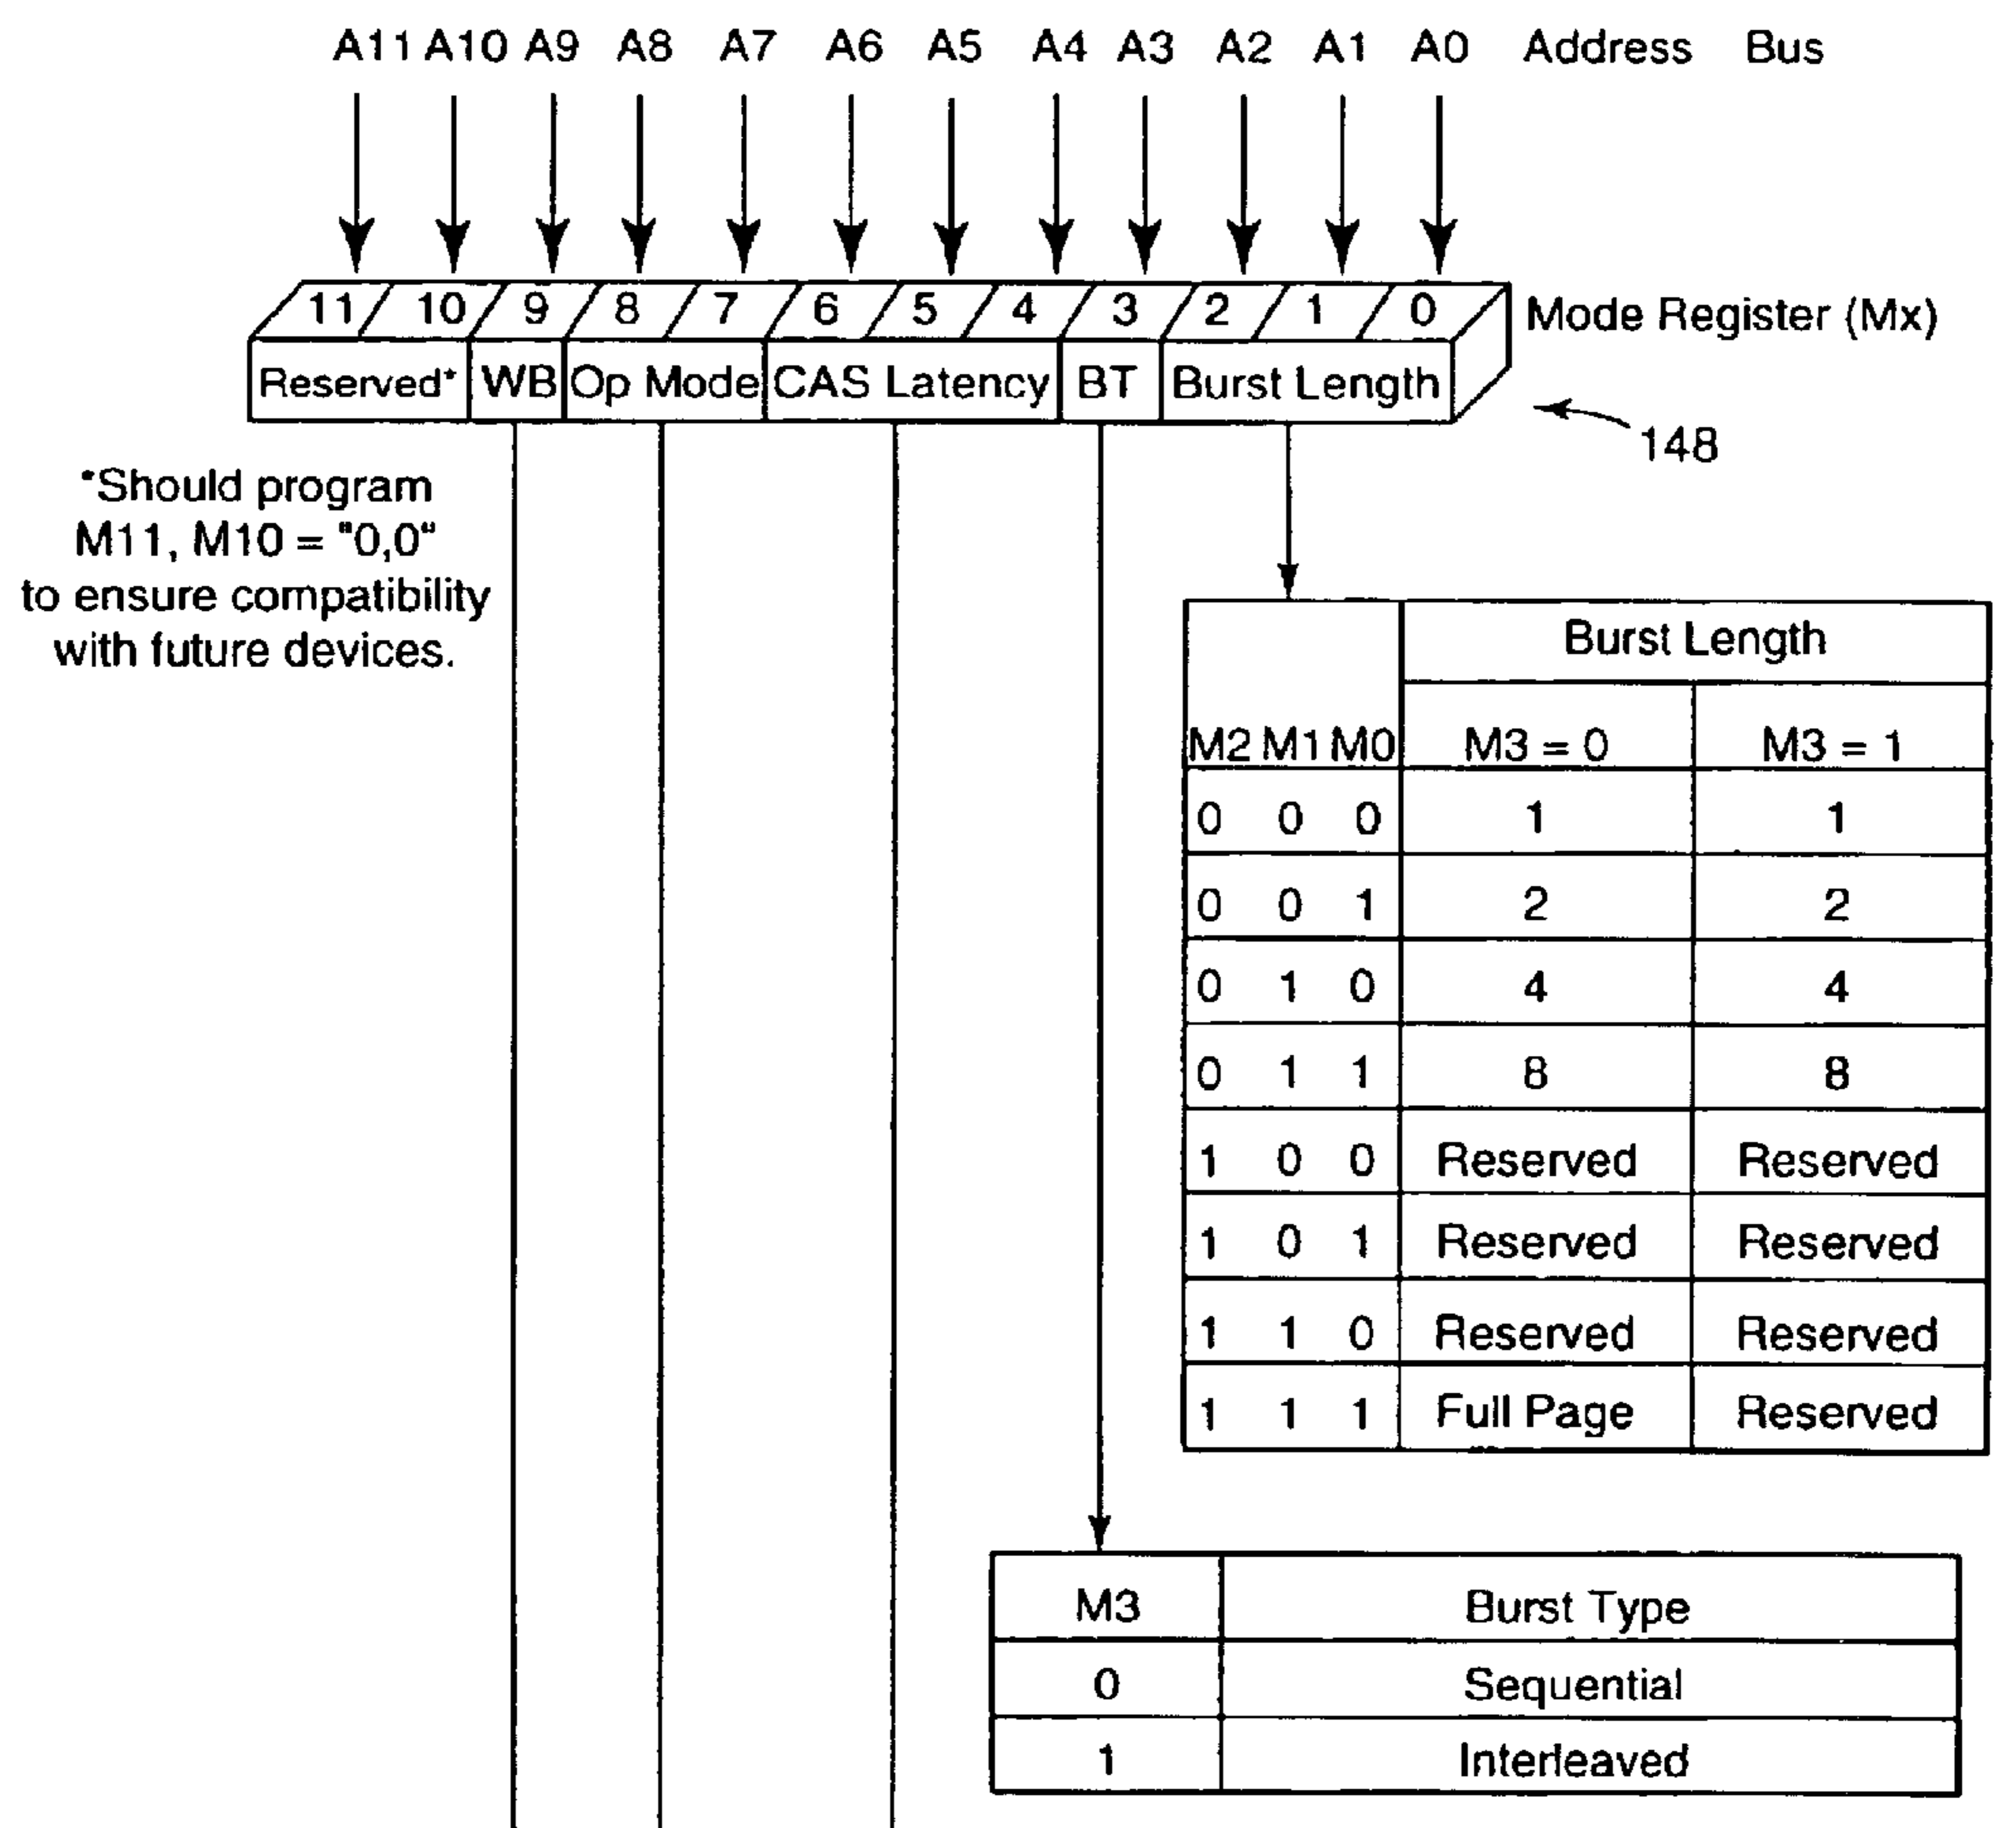 A11 A10 A9 A8 A7 A6 A5 A4 A3 A2 A1 A0 Address Bus
11 10 9 8 7 6 5 4 3 2 1 0 Mode Register (Mx)
Reserved* WB Op Mode CAS Latency BT Burst Length
148
*Should program
M11, M10 = "0,0"
to ensure compatibility
with future devices.
Burst Length
M2 M1 M0 M3 = 0 M3 = 1
0 0 0 1 1
0 0 1 2 2
0 1 0 4 4
0 1 1 8 8
1 0 0 Reserved Reserved
1 0 1 Reserved Reserved
1 1 0 Reserved Reserved
1 1 1 Full Page Reserved
M3 Burst Type
0 Sequential
1 Interleaved